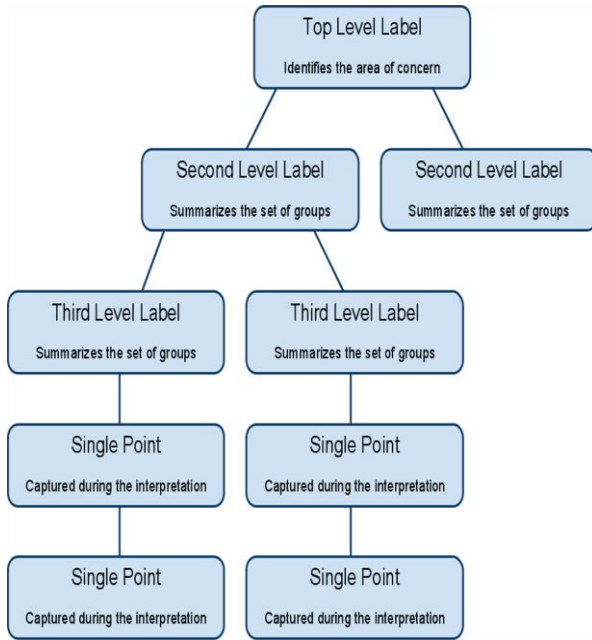 Top Level Label
Identifies the area of concern
Second Level Label
Summarizes the set of groups
Second Level Label
Summarizes the set of groups
Third Level Label
Summarizes the set of groups
Third Level Label
Summarizes the set of groups
Single Point
Captured during the interpretation
Single Point
Captured during the interpretation
Single Point
Captured during the interpretation
Single Point
Captured during the interpretation